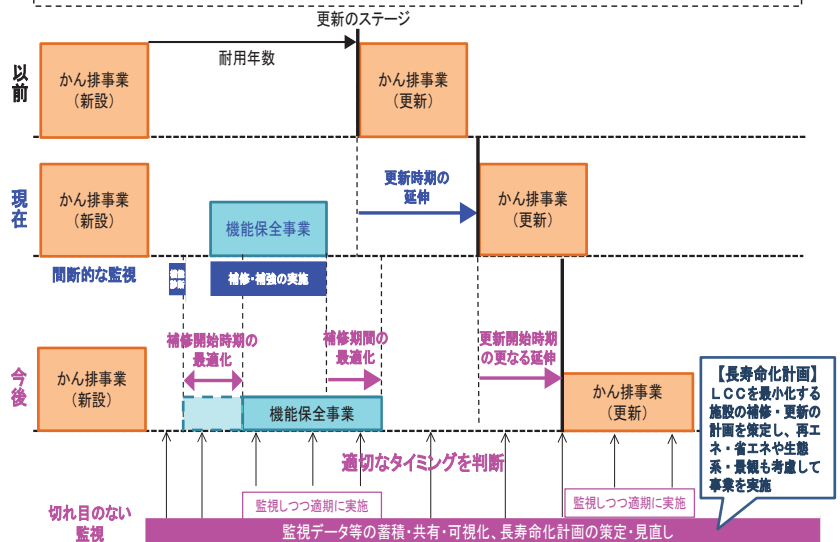 更新のステージ
耐用年数
以前
かん排事業
（新設）
かん排事業
（更新）
現在
かん排事業
（新設）
機能保全事業
更新時期の
延伸
かん排事業
（更新）
間断的な監視
機能
診断
補修・補強の実施
今後
かん排事業
（新設）
補修開始時期の
最適化
補修期間の
最適化
更新開始時期
の更なる延伸
機能保全事業
かん排事業
（更新）
【長寿命化計画】
ＬＣＣを最小化する
施設の補修・更新の
計画を策定し、再エ
ネ・省エネや生態
系・景観も考慮して
事業を実施
適切なタイミングを判断
切れ目のない
監視
監視しつつ適期に実施
監視しつつ適期に実施
監視データ等の蓄積・共有・可視化、長寿命化計画の策定・見直し